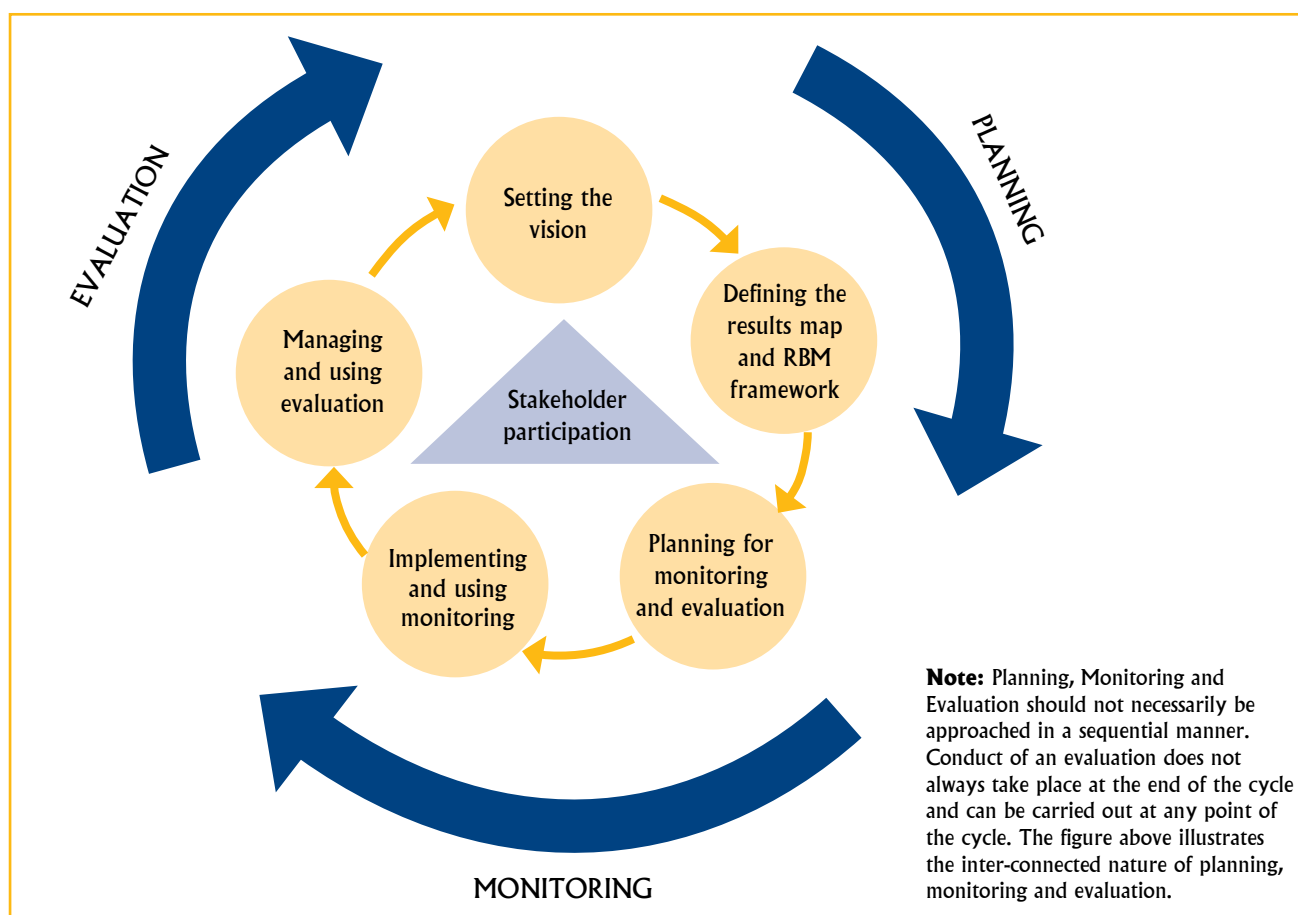 EVALUATION
PLANNING
Setting the
vision
Defining the
results map
and RBM
framework
Managing
and using
evaluation
Stakeholder
participation
Planning for
monitoring
and evaluation
Implementing
and using
monitoring
MONITORING
Note: Planning, Monitoring and
Evaluation should not necessarily be
approached in a sequential manner.
Conduct of an evaluation does not
always take place at the end of the cycle
and can be carried out at any point of
the cycle. The figure above illustrates
the inter-connected nature of planning,
monitoring and evaluation.